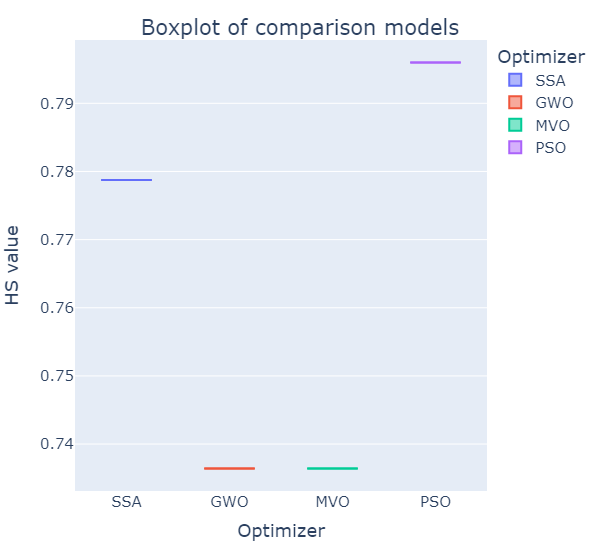 Boxplot of comparison models
Optimizer
SSA
GWO
MVO
PSO
HS value
0.79
0.78
0.77
0.76
0.75
0.74
SSA
GWO
MVO
PSO
Optimizer